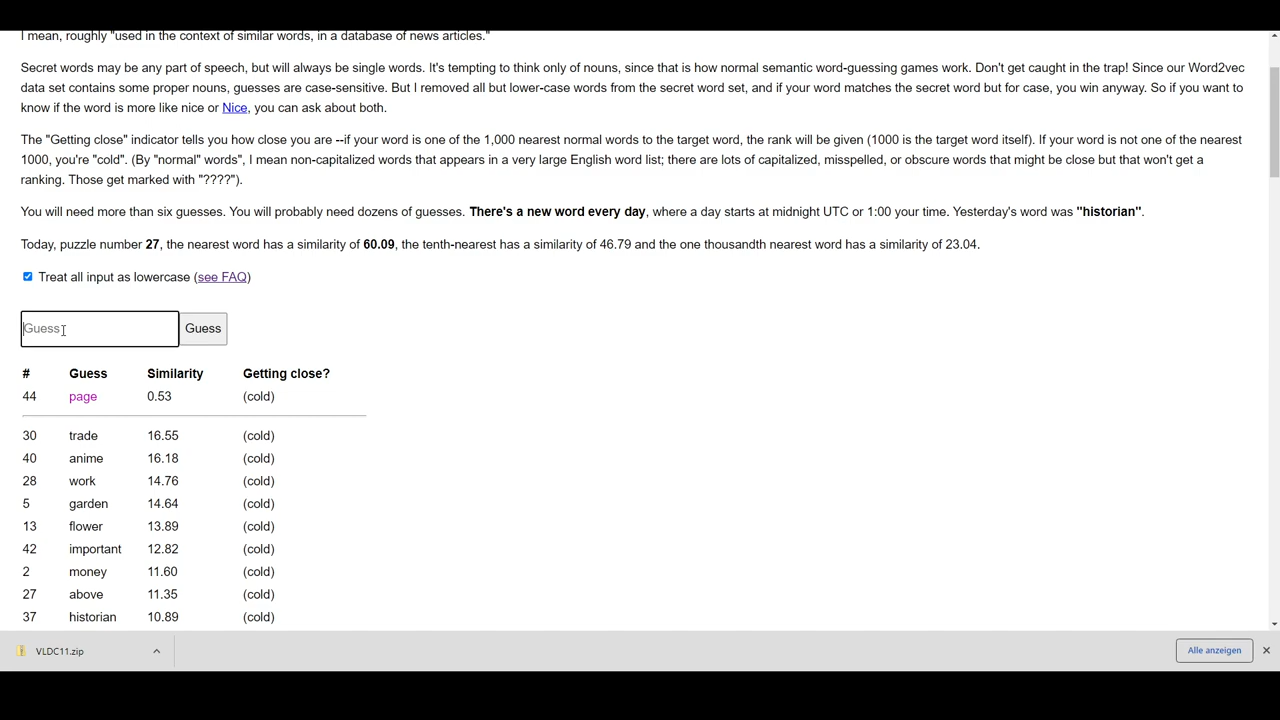 I mean, roughly "used in the context of similar words, in a database of news articles."
Secret words may be any part of speech, but will always be single words. It's tempting to think only of nouns, since that is how normal semantic word-guessing games work. Don't get caught in the trap! Since our Word2vec
data set contains some proper nouns, guesses are case-sensitive. But I removed all but lower-case words from the secret word set, and if your word matches the secret word but for case, you win anyway. So if you want to
know if the word is more like nice or Nice, you can ask about both.
The "Getting close" indicator tells you how close you are --if your word is one of the 1,000 nearest normal words to the target word, the rank will be given (1000 is the target word itself). If your word is not one of the nearest
1000, you're "cold". (By "normal" words", I mean non-capitalized words that appears in a very large English word list; there are lots of capitalized, misspelled, or obscure words that might be close but that won't get a
ranking. Those get marked with "????").
You will need more than six guesses. You will probably need dozens of guesses. There's a new word every day, where a day starts at midnight UTC or 1:00 your time. Yesterday's word was "historian".
Today, puzzle number 27, the nearest word has a similarity of 60.09, the tenth-nearest has a similarity of 46.79 and the one thousandth nearest word has a similarity of 23.04.
Treat all input as lowercase (see FAQ)
Guess Guess
# Guess Similarity Getting close?
44 page 0.53 (cold)
30 trade 16.55 (cold)
40 anime 16.18 (cold)
28 work 14.76 (cold)
5 garden 14.64 (cold)
13 flower 13.89 (cold)
42 important 12.82 (cold)
2 money 11.60 (cold)
27 above 11.35 (cold)
37 historian 10.89 (cold)
VLDC11.zip Alle anzeigen